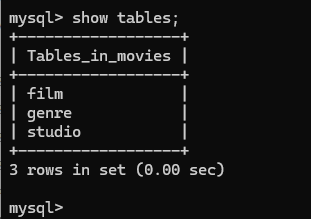 mysql> show tables;
+------------------+
| Tables_in_movies |
+------------------+
| film             |
| genre            |
| studio           |
+------------------+
3 rows in set (0.00 sec)
mysql>